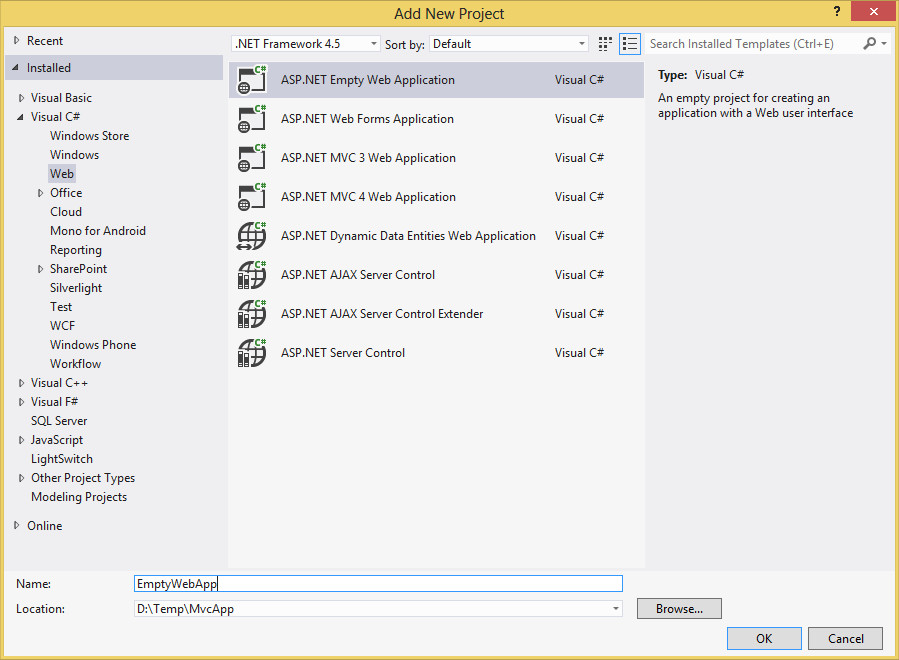 Add New Project
?
Recent
Installed
Visual Basic
Visual C#
Windows Store
Windows
Web
Office
Cloud
Mono for Android
Reporting
SharePoint
Silverlight
Test
WCF
Windows Phone
Workflow
Visual C++
Visual F#
SQL Server
JavaScript
LightSwitch
Other Project Types
Modeling Projects
Online
.NET Framework 4.5 Sort by: Default Search Installed Templates (Ctrl+E)
C# ASP.NET Empty Web Application Visual C#
C# ASP.NET Web Forms Application Visual C#
C# ASP.NET MVC 3 Web Application Visual C#
C# ASP.NET MVC 4 Web Application Visual C#
C# ASP.NET Dynamic Data Entities Web Application Visual C#
C# ASP.NET AJAX Server Control Visual C#
C# ASP.NET AJAX Server Control Extender Visual C#
C# ASP.NET Server Control Visual C#
Type: Visual C#
An empty project for creating an
application with a Web user interface
Name: EmptyWebApp
Location: D:\Temp\MvcApp Browse...
OK Cancel